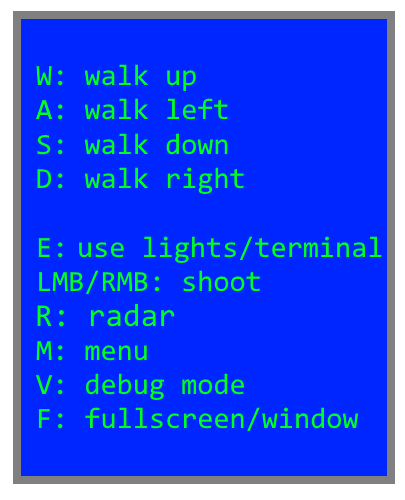 W: walk up
A: walk left
S: walk down
D: walk right
E: use lights/terminal
LMB/RMB: shoot
R: radar
M: menu
V: debug mode
F: fullscreen/window